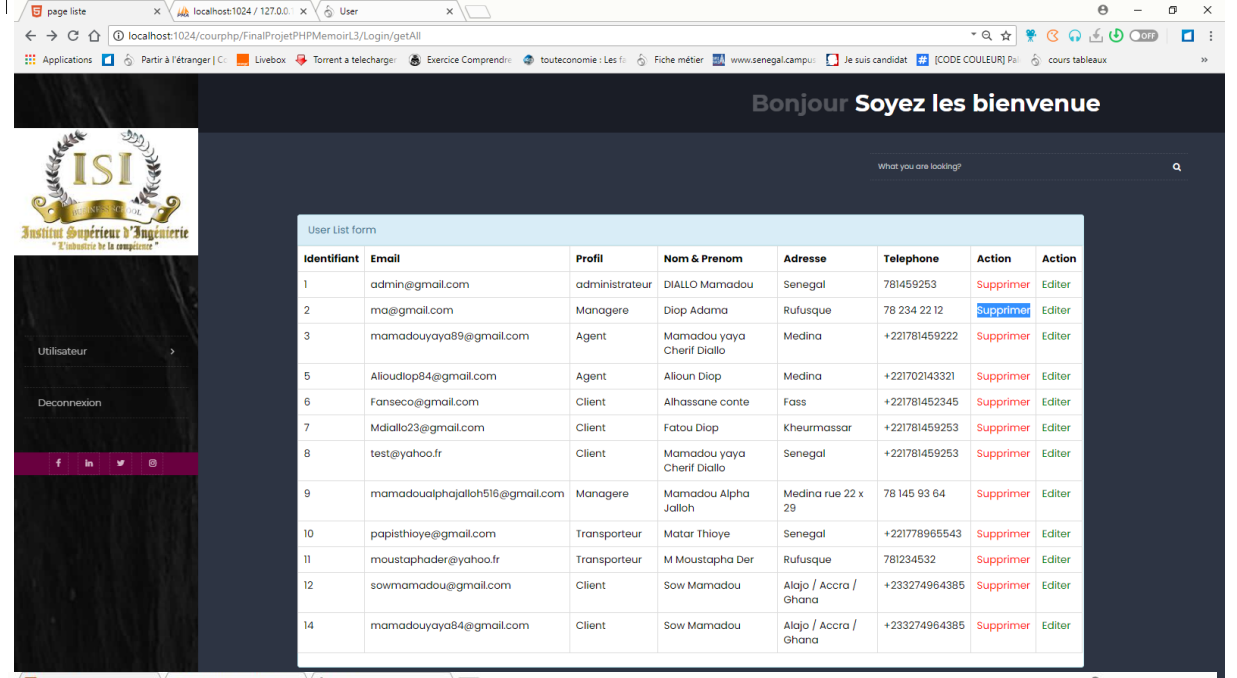 page liste
localhost:1024 / 127.0.0.1
User
localhost:1024/courphp/FinalProjetPHPMemoirL3/Login/getAll
OFF
Applications
Partir à l'étranger | C
Livebox
Torrent a telecharger
Exercice Comprendre
touteconomie : Les fa
Fiche métier
www.senegal.campus
Je suis candidat
[CODE COULEUR] Pal
cours tableaux
Bonjour Soyez les bienvenue
ISI
BUSINESS SCHOOL
Institut Supérieur d'Ingénierie
" L'industrie de la compétence "
What you are looking?
User List form
Identifiant Email Profil Nom & Prenom Adresse Telephone Action Action
1 admin@gmail.com administrateur DIALLO Mamadou Senegal 781459253 Supprimer Editer
2 ma@gmail.com Managere Diop Adama Rufusque 78 234 22 12 Supprimer Editer
3 mamadouyaya89@gmail.com Agent Mamadou yaya Cherif Diallo Medina +221781459222 Supprimer Editer
5 Alioudlop84@gmail.com Agent Alioun Diop Medina +221702143321 Supprimer Editer
6 Fanseco@gmail.com Client Alhassane conte Fass +221781452345 Supprimer Editer
7 Mdiallo23@gmail.com Client Fatou Diop Kheurmassar +221781459253 Supprimer Editer
8 test@yahoo.fr Client Mamadou yaya Cherif Diallo Senegal +221781459253 Supprimer Editer
9 mamadoualphajalloh516@gmail.com Managere Mamadou Alpha Jalloh Medina rue 22 x 29 78 145 93 64 Supprimer Editer
10 papisthioye@gmail.com Transporteur Matar Thioye Senegal +221778965543 Supprimer Editer
11 moustaphader@yahoo.fr Transporteur M Moustapha Der Rufusque 781234532 Supprimer Editer
12 sowmamadou@gmail.com Client Sow Mamadou Alajo / Accra / Ghana +233274964385 Supprimer Editer
14 mamadouyaya84@gmail.com Client Sow Mamadou Alajo / Accra / Ghana +233274964385 Supprimer Editer
Utilisateur
Deconnexion